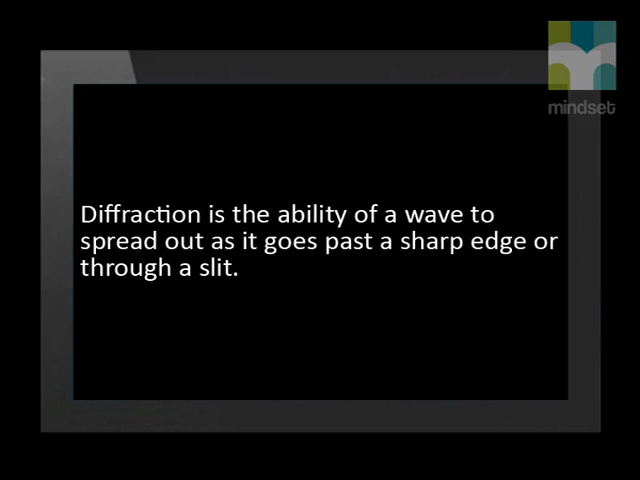 mindset
Diffraction is the ability of a wave to
spread out as it goes past a sharp edge or
through a slit.